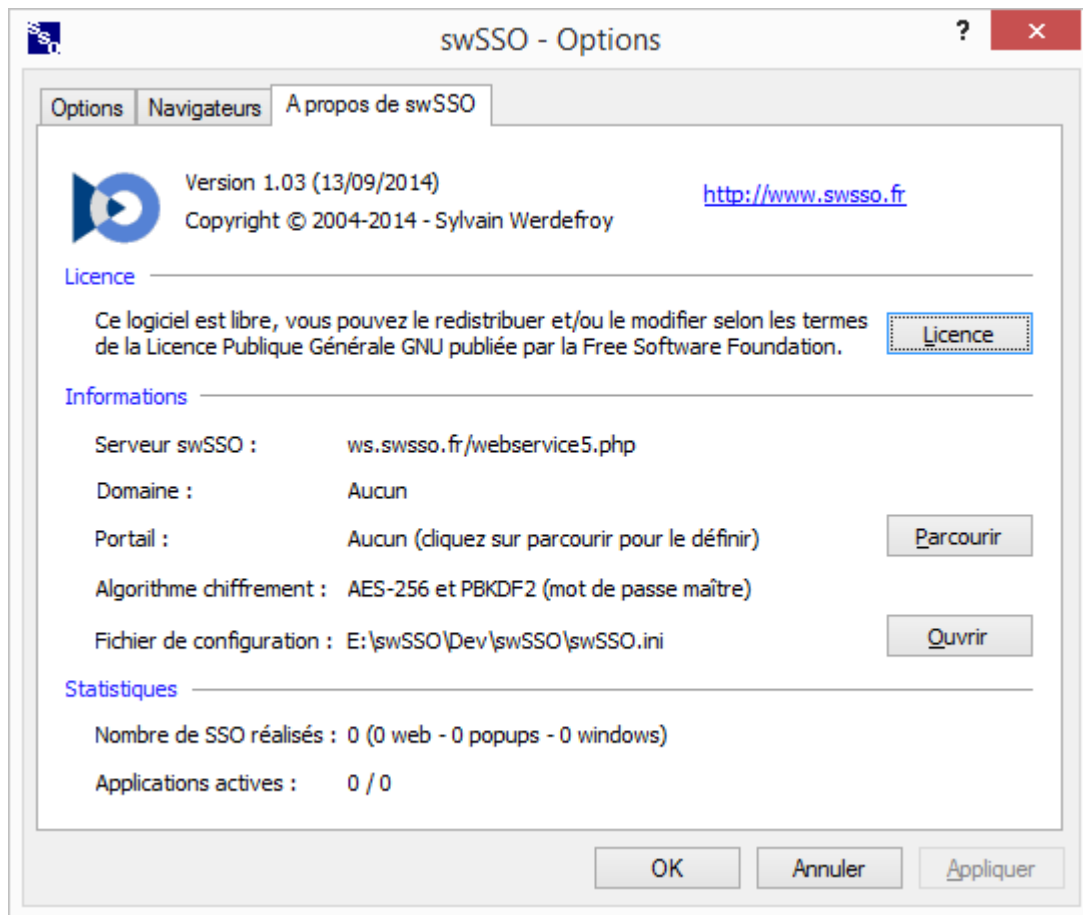 SSO
swSSO - Options
?
Options Navigateurs A propos de swSSO
Version 1.03 (13/09/2014)
http://www.swsso.fr
Copyright © 2004-2014 - Sylvain Werdefroy
Licence
Ce logiciel est libre, vous pouvez le redistribuer et/ou le modifier selon les termes
de la Licence Publique Générale GNU publiée par la Free Software Foundation.
Licence
Informations
Serveur swSSO : ws.swsso.fr/webservice5.php
Domaine : Aucun
Portail : Aucun (cliquez sur parcourir pour le définir) Parcourir
Algorithme chiffrement : AES-256 et PBKDF2 (mot de passe maître)
Fichier de configuration : E:\swSSO\Dev\swSSO\swSSO.ini Ouvrir
Statistiques
Nombre de SSO réalisés : 0 (0 web - 0 popups - 0 windows)
Applications actives : 0 / 0
OK Annuler Appliquer